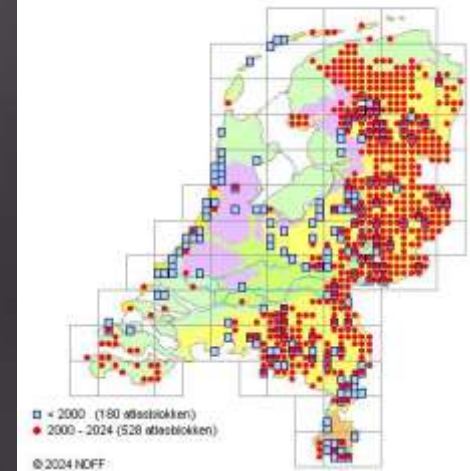 < 2000 (180 atlasblokken)
2000 - 2024 (528 atlasblokken)
© 2024 NDFF